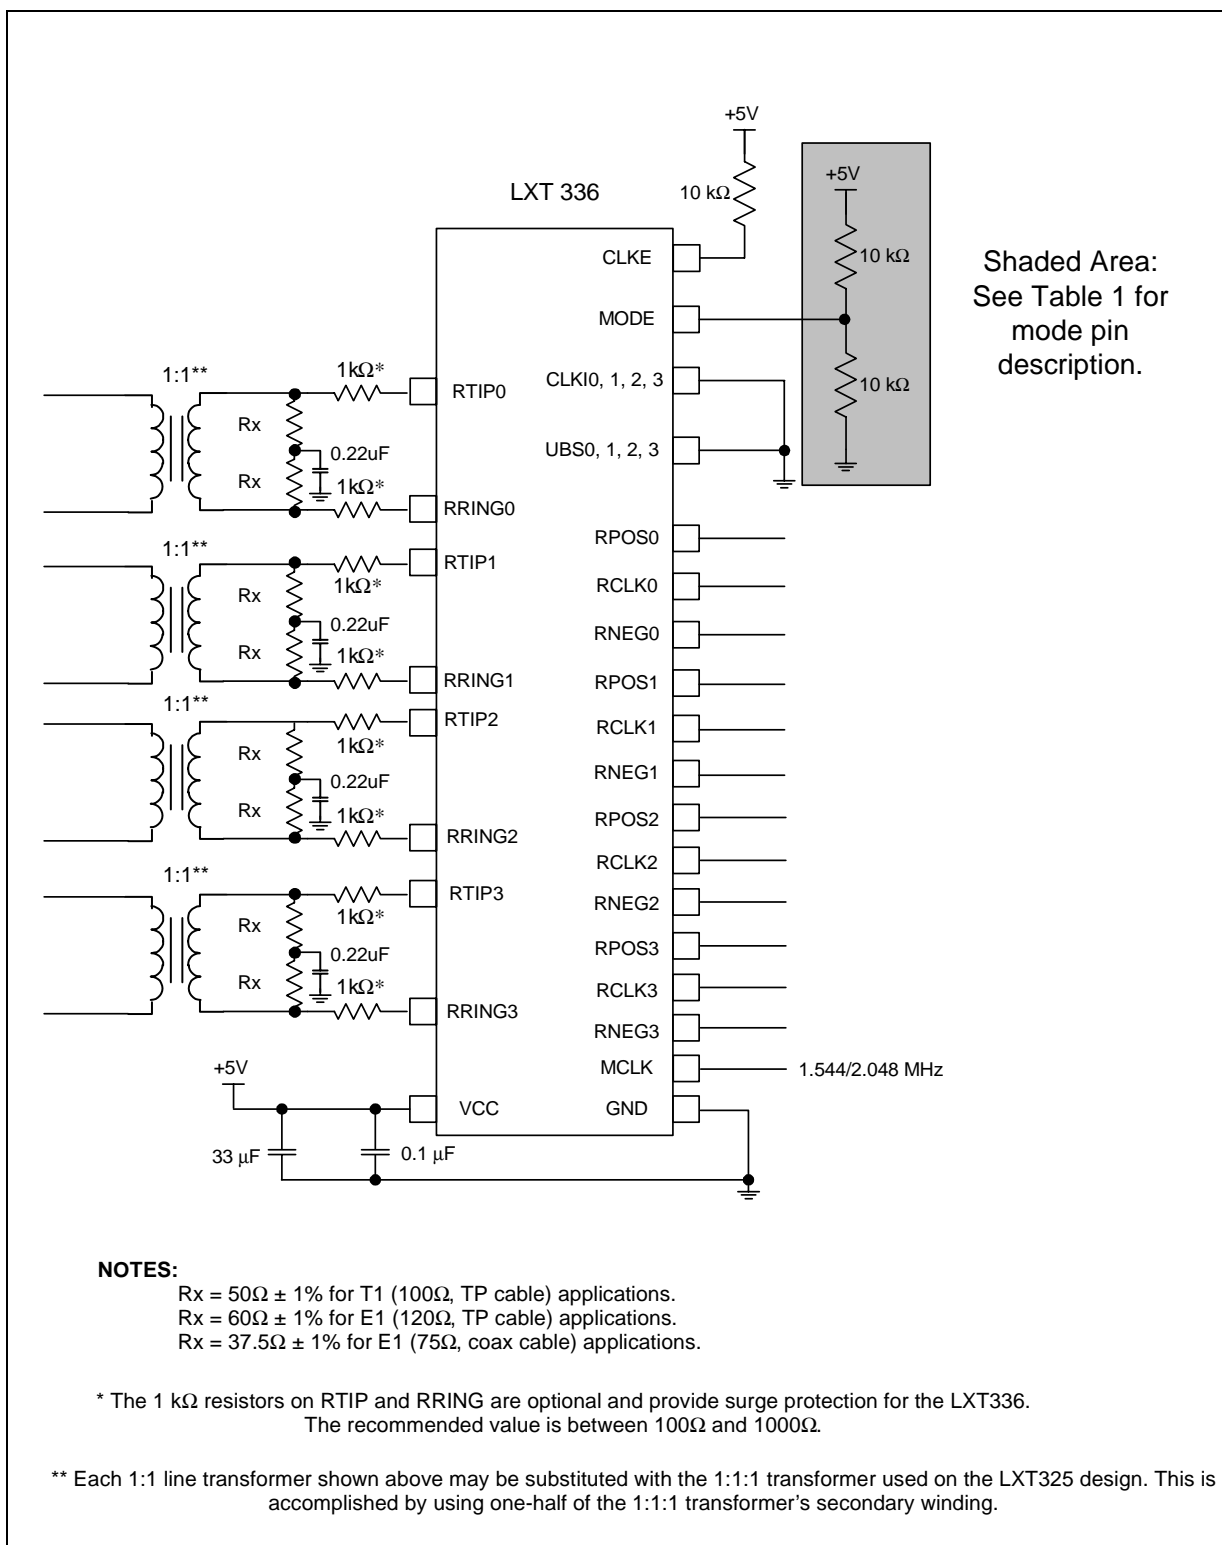 +5V
10 kΩ
LXT 336
+5V
10 kΩ
10 kΩ
Shaded Area:
See Table 1 for
mode pin
description.
CLKE
MODE
CLKI0, 1, 2, 3
UBS0, 1, 2, 3
1:1**
1kΩ*
RTIP0
Rx
0.22uF
Rx
1kΩ*
RRING0
1:1**
RTIP1
1kΩ*
Rx
0.22uF
Rx
1kΩ*
RRING1
1:1**
RTIP2
1kΩ*
Rx
0.22uF
Rx
1kΩ*
RRING2
1:1**
RTIP3
1kΩ*
Rx
0.22uF
Rx
1kΩ*
RRING3
RPOS0
RCLK0
RNEG0
RPOS1
RCLK1
RNEG1
RPOS2
RCLK2
RNEG2
RPOS3
RCLK3
RNEG3
MCLK
1.544/2.048 MHz
+5V
VCC
GND
33 µF
0.1 µF
NOTES:
Rx = 50Ω ± 1% for T1 (100Ω, TP cable) applications.
Rx = 60Ω ± 1% for E1 (120Ω, TP cable) applications.
Rx = 37.5Ω ± 1% for E1 (75Ω, coax cable) applications.
* The 1 kΩ resistors on RTIP and RRING are optional and provide surge protection for the LXT336.
The recommended value is between 100Ω and 1000Ω.
** Each 1:1 line transformer shown above may be substituted with the 1:1:1 transformer used on the LXT325 design. This is
accomplished by using one-half of the 1:1:1 transformer's secondary winding.